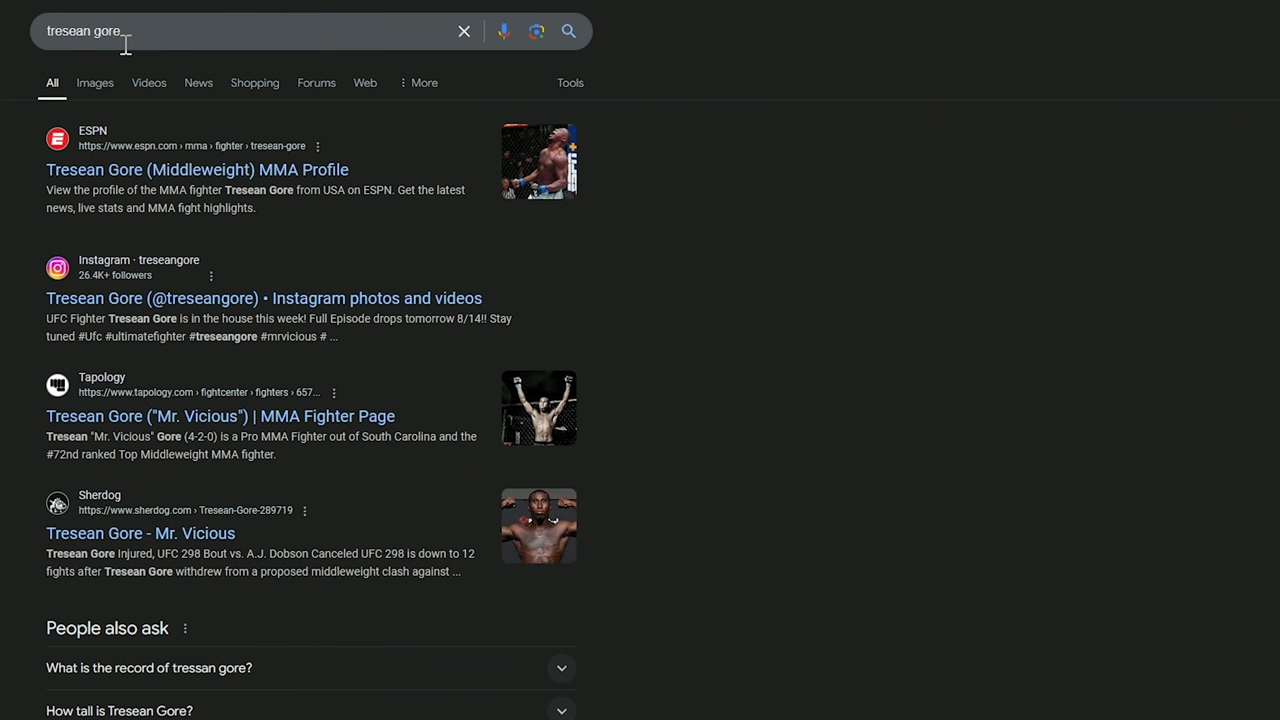 tresean gore
All Images Videos News Shopping Forums Web More Tools
ESPN
https://www.espn.com › mma › fighter › tresean-gore
Tresean Gore (Middleweight) MMA Profile
View the profile of the MMA fighter Tresean Gore from USA on ESPN. Get the latest
news, live stats and MMA fight highlights.
Instagram · treseangore
26.4K+ followers
Tresean Gore (@treseangore) • Instagram photos and videos
UFC Fighter Tresean Gore is in the house this week! Full Episode drops tomorrow 8/14!! Stay
tuned #Ufc #ultimatefighter #treseangore #mrvicious # ...
Tapology
https://www.tapology.com › fightcenter › fighters › 657...
Tresean Gore ("Mr. Vicious") | MMA Fighter Page
Tresean "Mr. Vicious" Gore (4-2-0) is a Pro MMA Fighter out of South Carolina and the
#72nd ranked Top Middleweight MMA fighter.
Sherdog
https://www.sherdog.com › Tresean-Gore-289719
Tresean Gore - Mr. Vicious
Tresean Gore Injured, UFC 298 Bout vs. A.J. Dobson Canceled UFC 298 is down to 12
fights after Tresean Gore withdrew from a proposed middleweight clash against ...
People also ask
What is the record of tressan gore?
How tall is Tresean Gore?